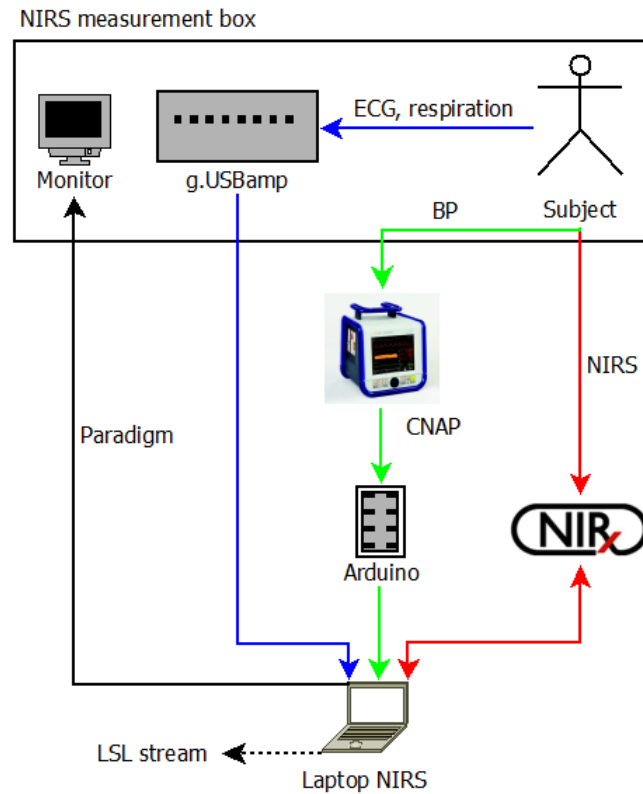 NIRS measurement box
ECG, respiration
Monitor
g.USBamp
Subject
BP
NIRS
CNAP
Paradigm
NIRx
Arduino
LSL stream
Laptop NIRS